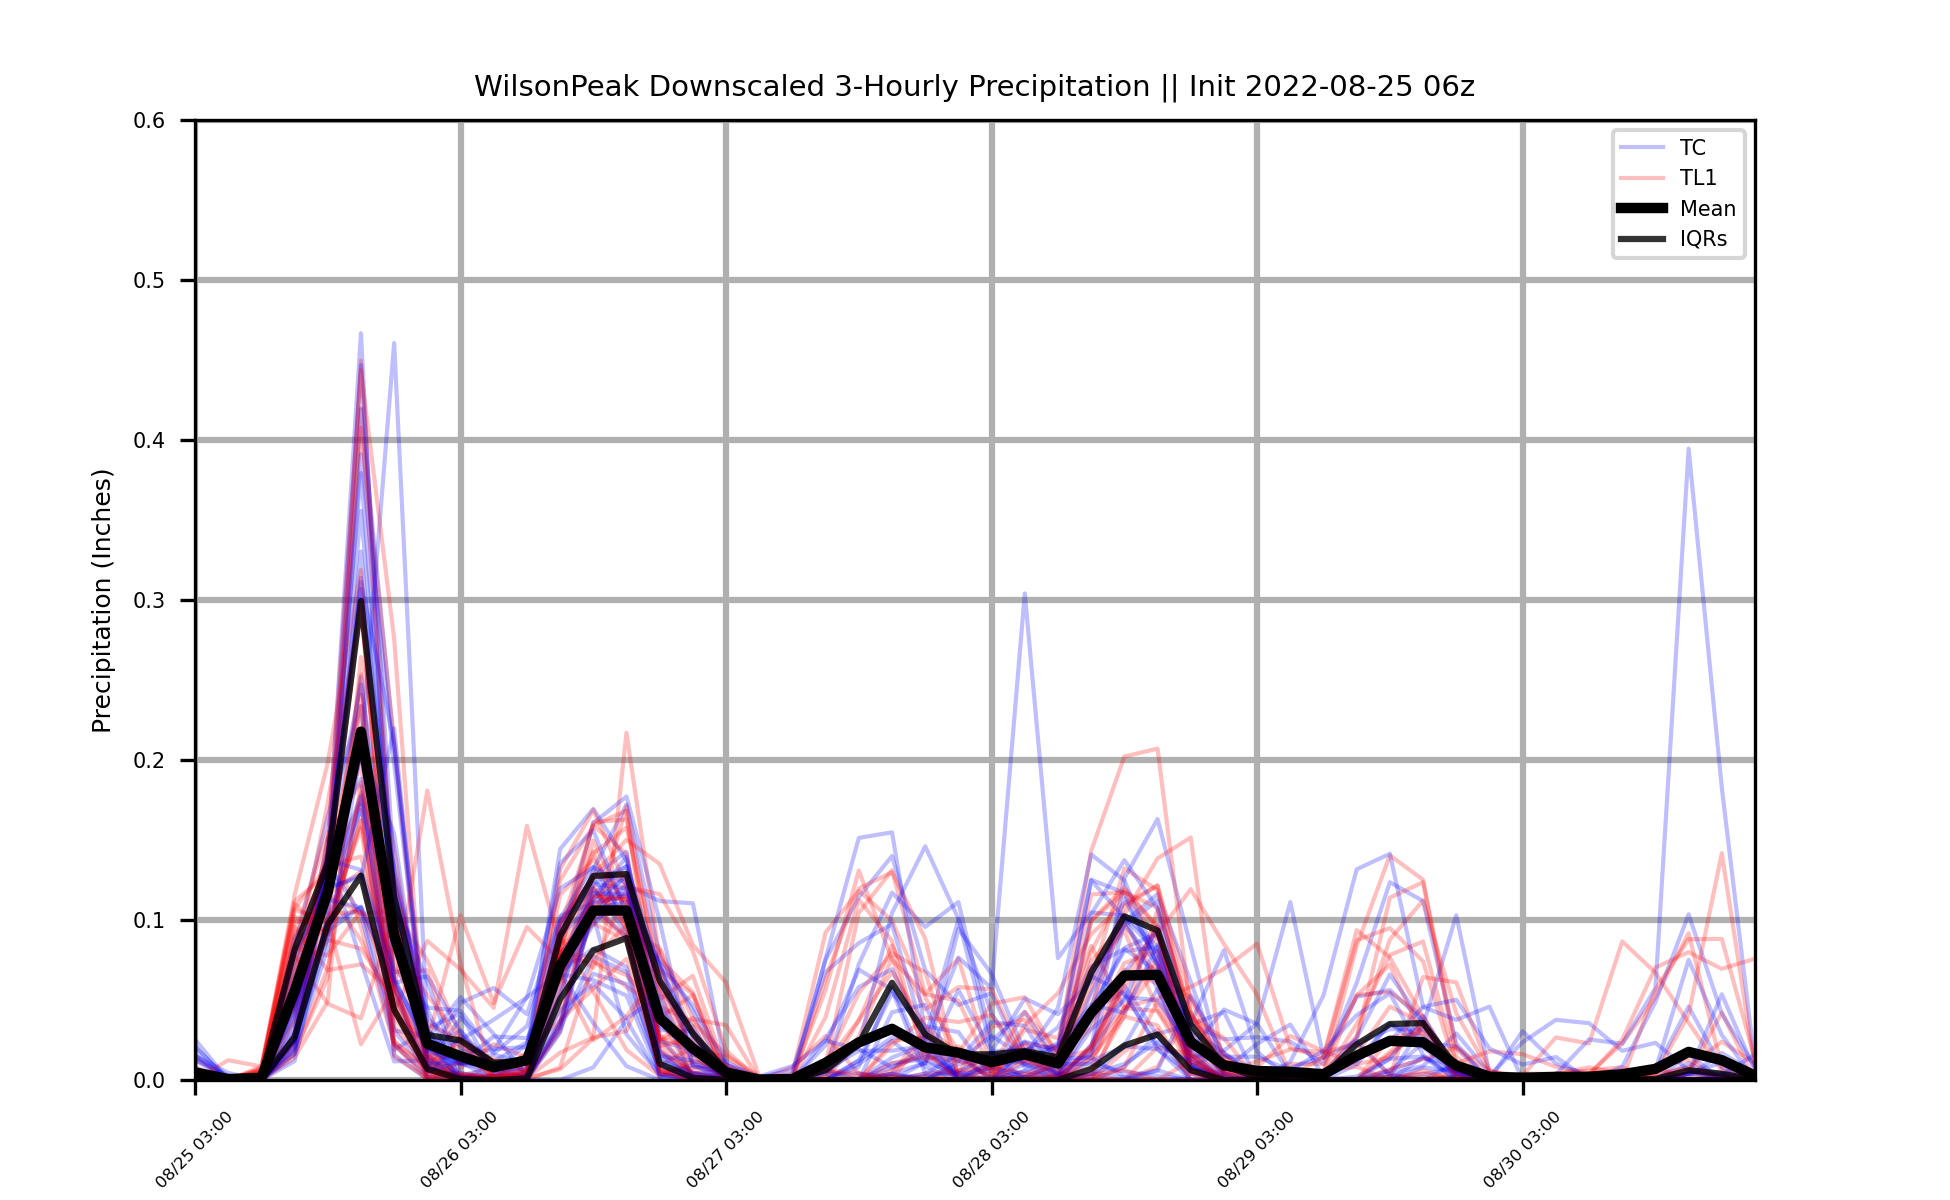 WilsonPeak Downscaled 3-Hourly Precipitation || Init 2022-08-25 06z
TC
TL1
Mean
IQRs
Precipitation (Inches)
0.6
0.5
0.4
0.3
0.2
0.1
0.0
08/25 03:00
08/26 03:00
08/27 03:00
08/28 03:00
08/29 03:00
08/30 03:00